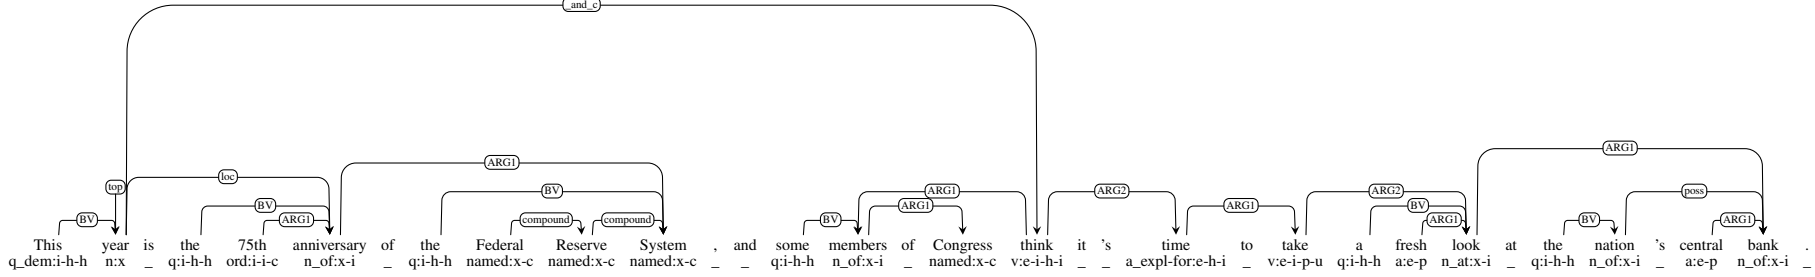 _and_c
ARG1 ARG1
loc top
BV ARG1 ARG2 ARG2 poss
BV ARG1 ARG1 BV
BV ARG1 compound compound BV ARG1 BV ARG1
This year is the 75th anniversary of the Federal Reserve System , and some members of Congress think it 's time to take a fresh look at the nation 's central bank .
q_dem:i-h-h n:x _ q:i-h-h ord:i-i-c n_of:x-i _ q:i-h-h named:x-c named:x-c named:x-c _ _ q:i-h-h n_of:x-i _ named:x-c v:e-i-h-i _ _ a_expl-for:e-h-i _ v:e-i-p-u q:i-h-h a:e-p n_at:x-i _ q:i-h-h n_of:x-i _ a:e-p n_of:x-i _